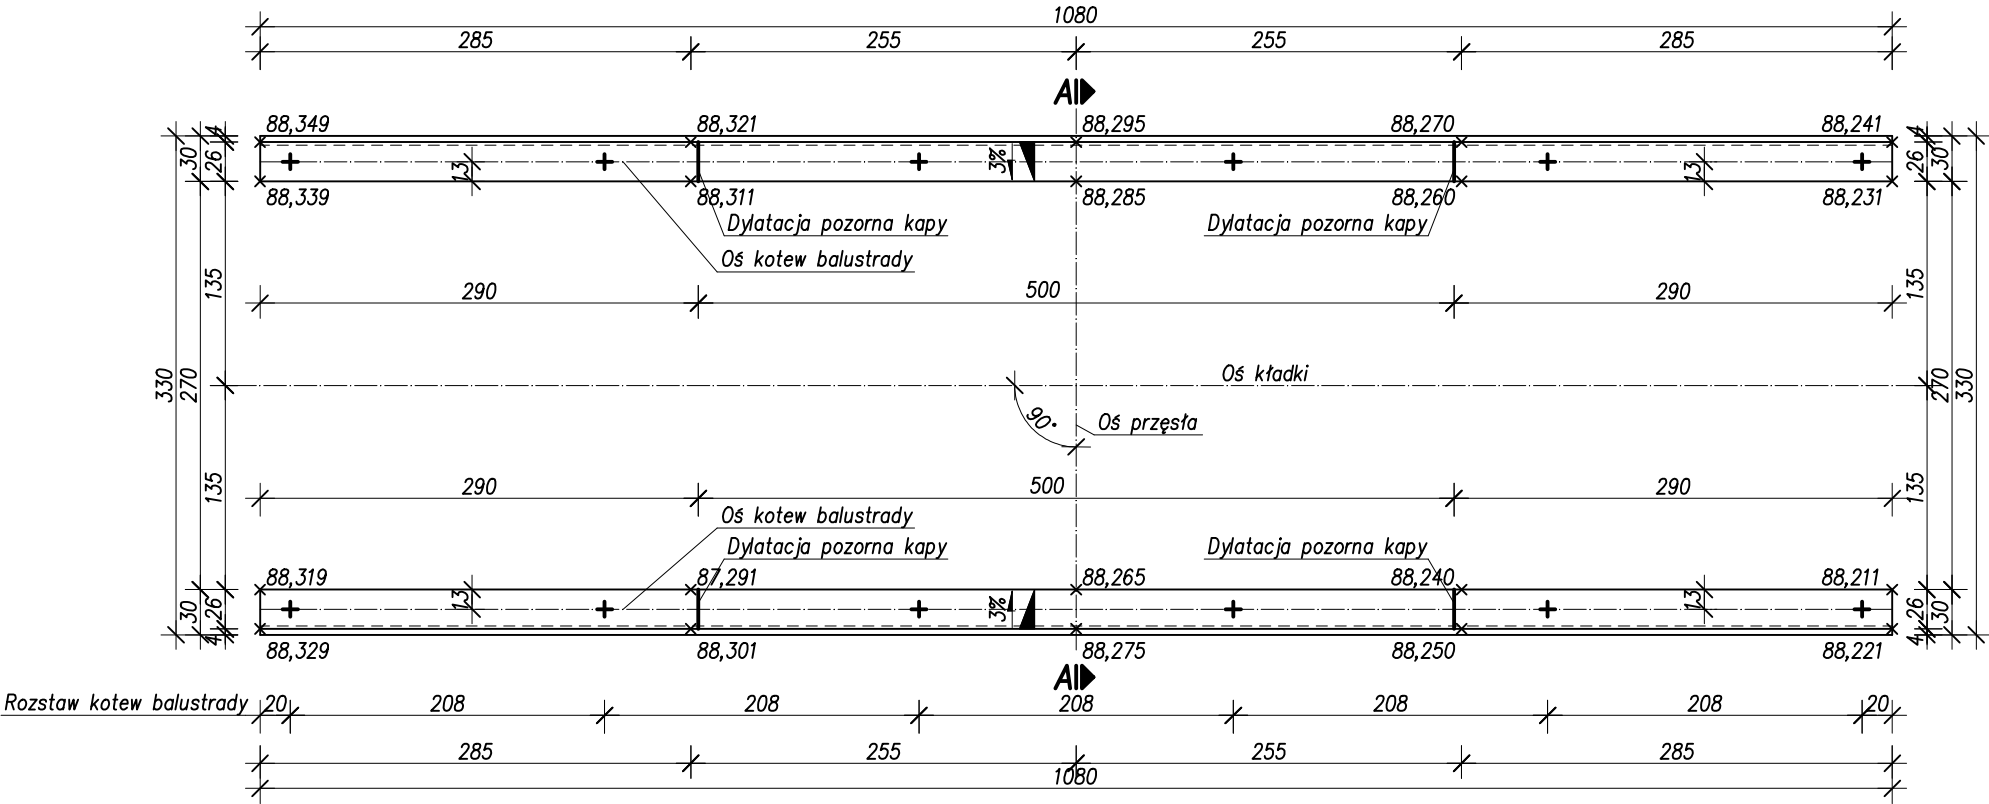 1080
285 255 255 285
A
88,349 88,321 88,295 88,270 88,241
4 4
30 26 13 3% 13 26 30
88,339 88,311 88,285 88,260 88,231
Dylatacja pozorna kapy Dylatacja pozorna kapy
Oś kotew balustrady
135 135
290 500 290
330 270 Oś kładki 270 330
90°
Oś przęsła
135 290 500 290 135
Oś kotew balustrady
Dylatacja pozorna kapy Dylatacja pozorna kapy
88,319 87,291 88,265 88,240 88,211
30 26 13 3% 13 26 30
4 4
88,329 88,301 88,275 88,250 88,221
A
Rozstaw kotew balustrady 20 208 208 208 208 208 20
285 255 255 285
1080